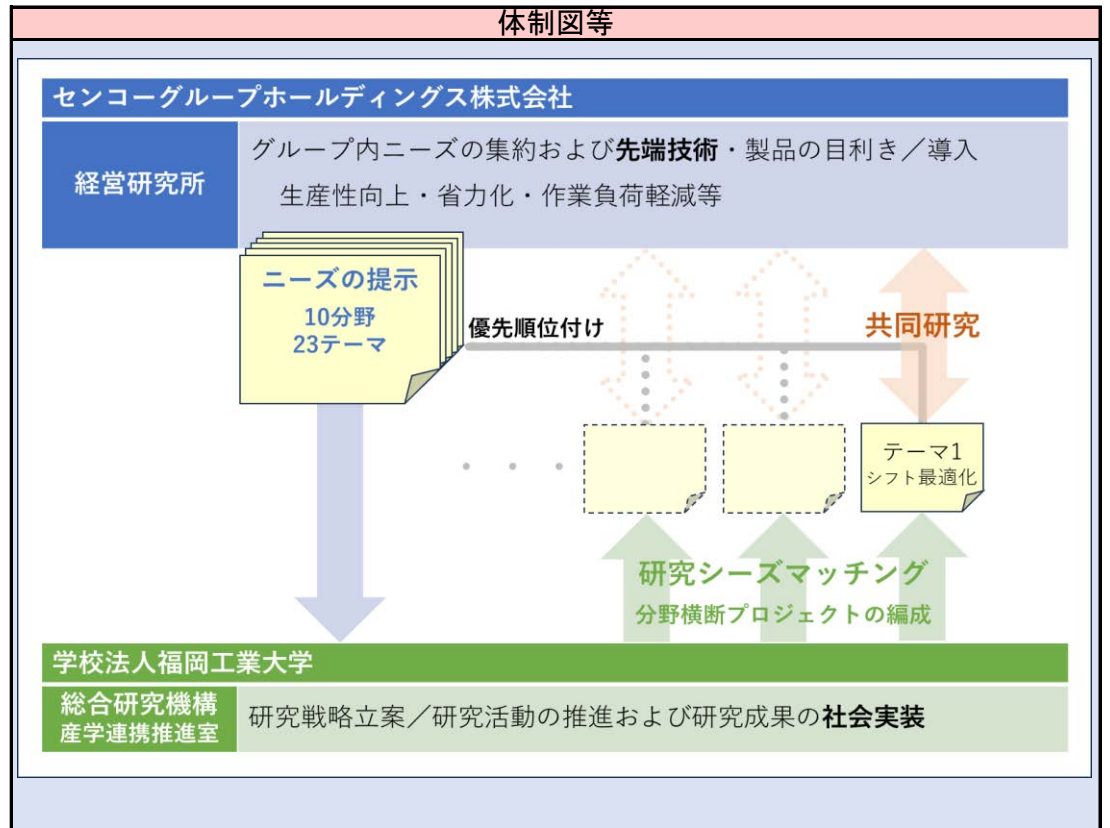 体制図等
センコーグループホールディングス株式会社
経営研究所
グループ内ニーズの集約および先端技術・製品の目利き／導入
生産性向上・省力化・作業負荷軽減等
ニーズの提示
10分野
23テーマ
優先順位付け
共同研究
テーマ1
シフト最適化
研究シーズマッチング
分野横断プロジェクトの編成
学校法人福岡工業大学
総合研究機構
産学連携推進室
研究戦略立案／研究活動の推進および研究成果の社会実装